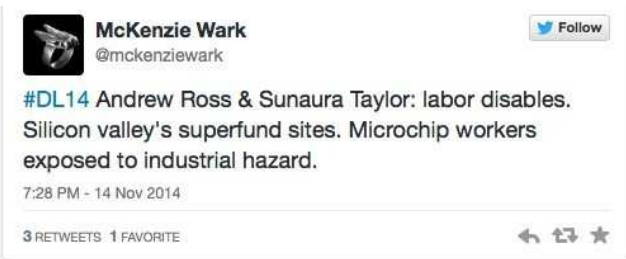 McKenzie Wark
Follow
@mckenziewark
#DL14 Andrew Ross & Sunaura Taylor: labor disables.
Silicon valley's superfund sites. Microchip workers
exposed to industrial hazard.
7:28 PM - 14 Nov 2014
3 RETWEETS 1 FAVORITE